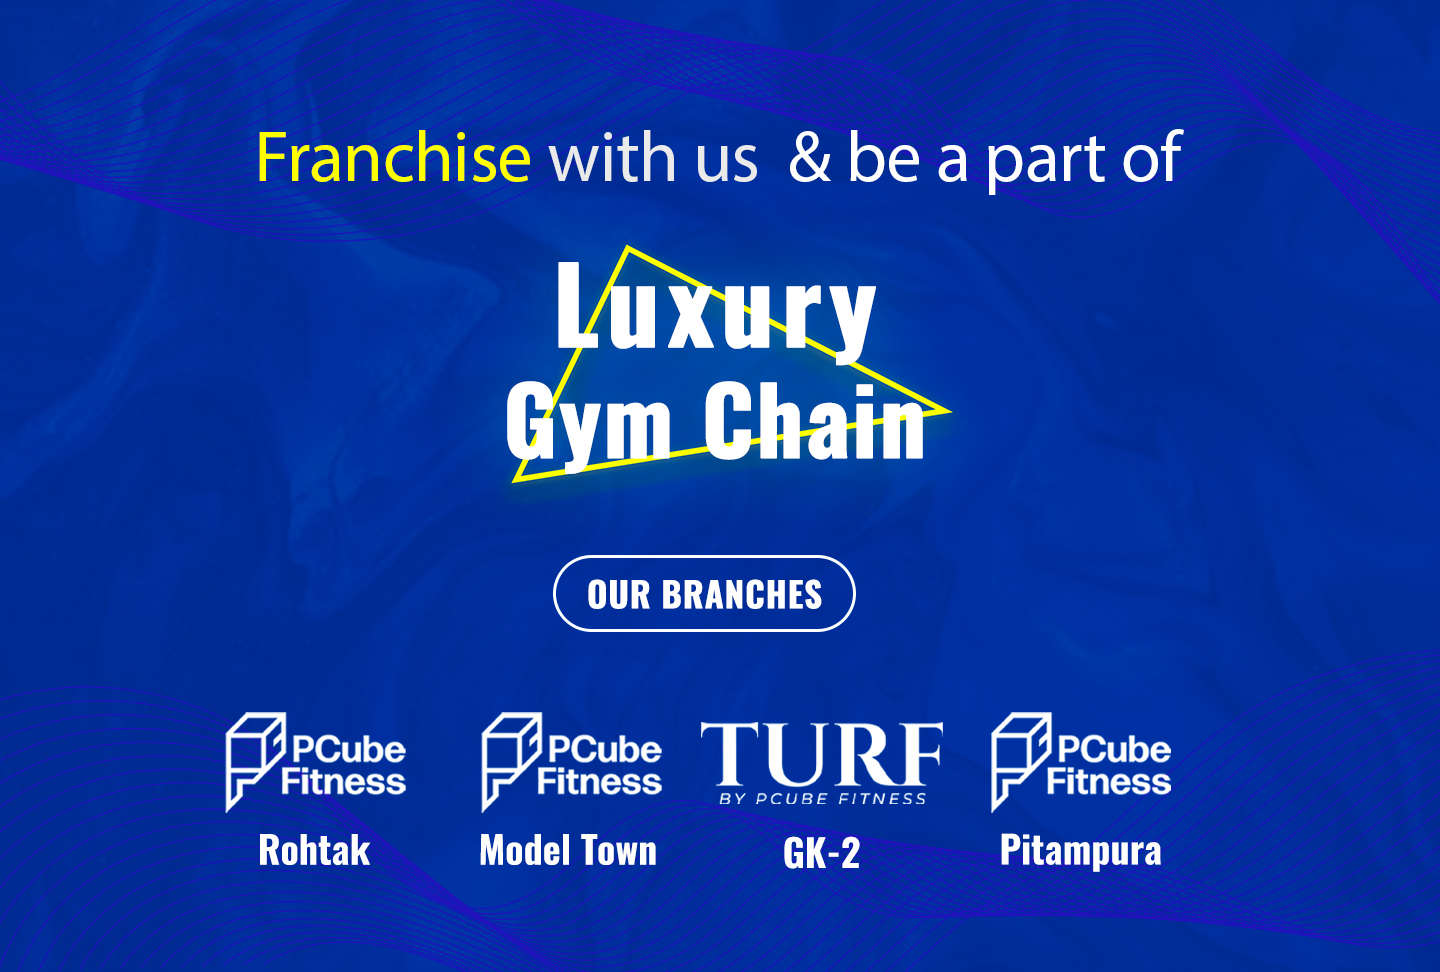 Franchise with us & be a part of
Luxury
Gym Chain
OUR BRANCHES
PCube
Fitness
Rohtak
PCube
Fitness
Model Town
TURF
BY PCUBE FITNESS
GK-2
PCube
Fitness
Pitampura